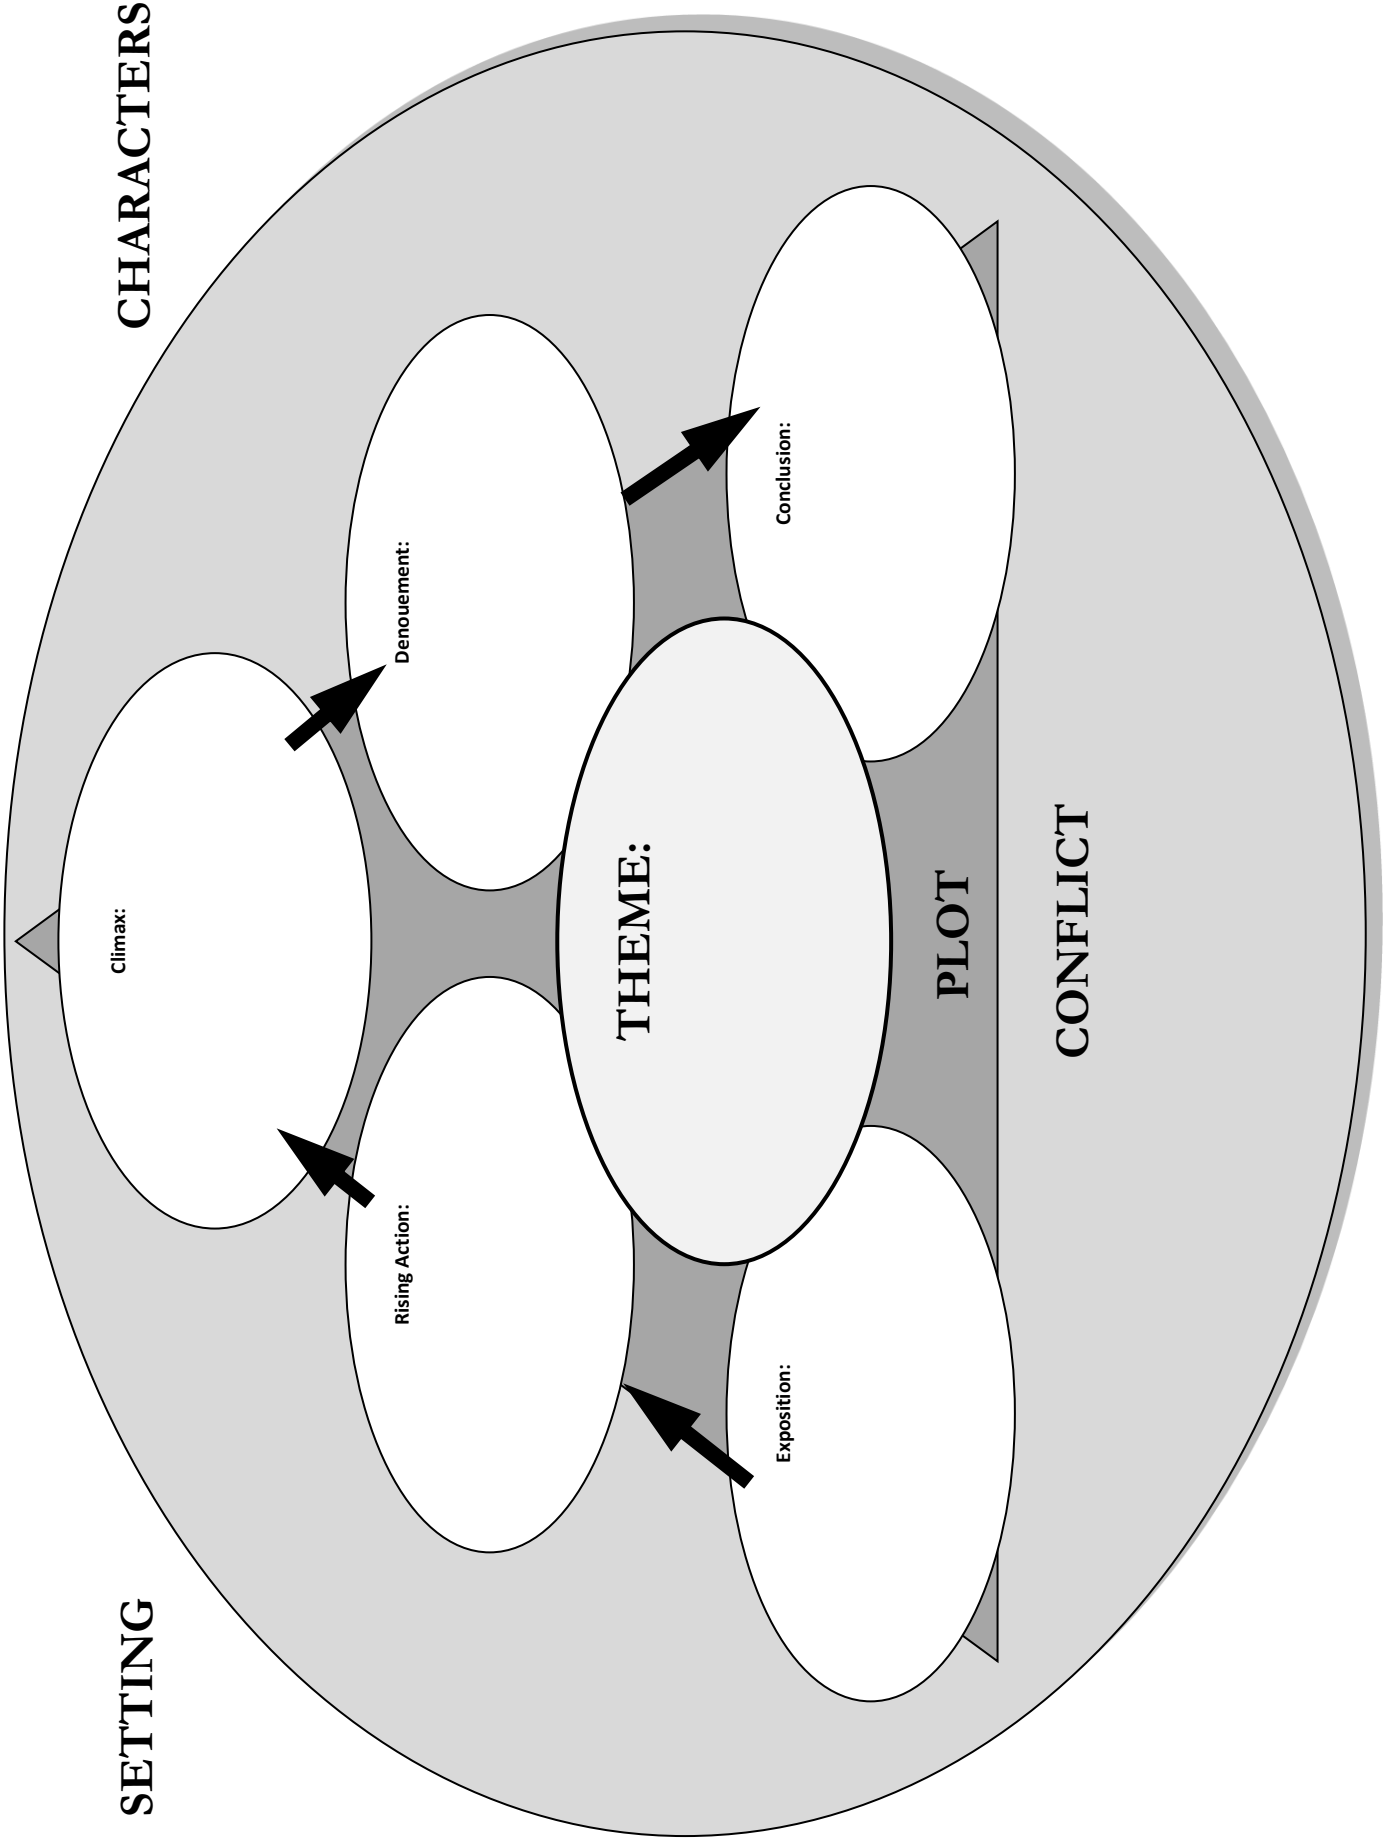 SETTING
CHARACTERS
Climax:
Rising Action:
Denouement:
THEME:
Exposition:
Conclusion:
PLOT
CONFLICT